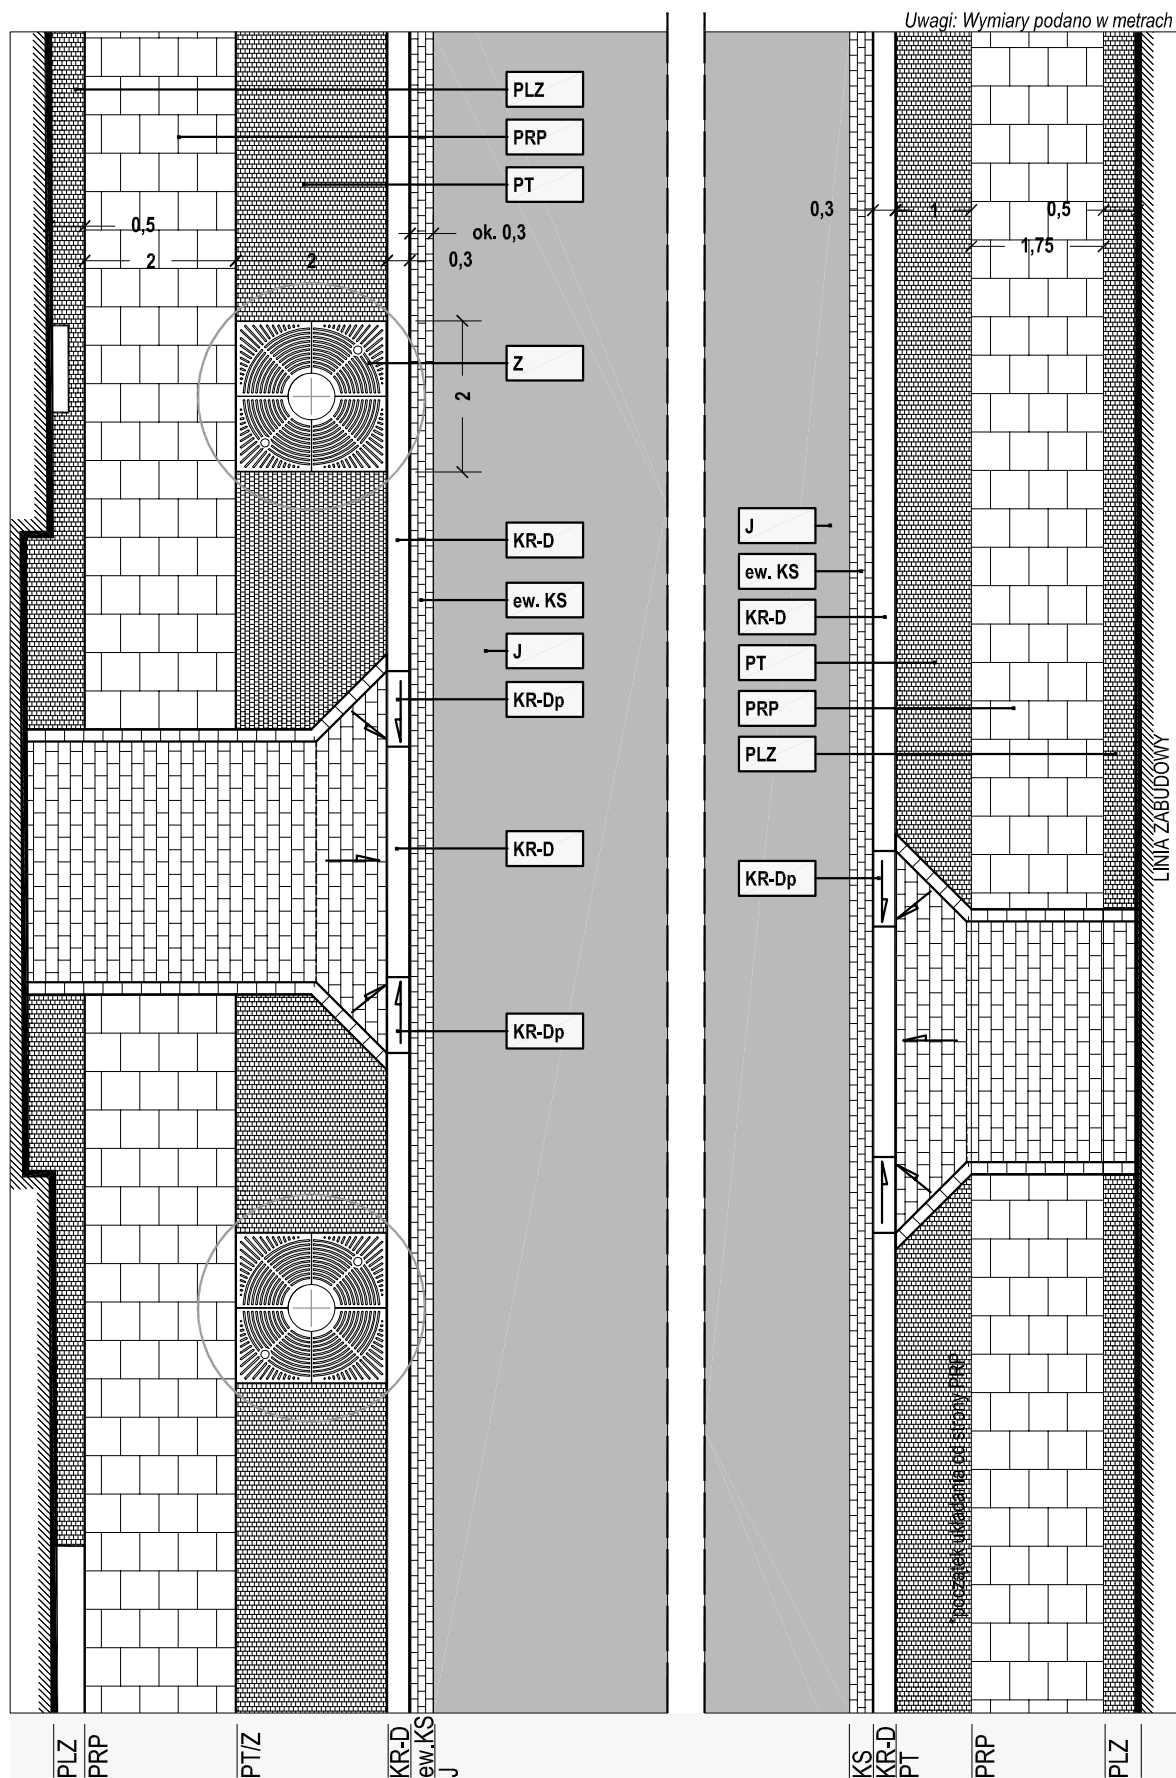 Uwagi: Wymiary podano w metrach
PLZ
PRP
PT
0,5
2
2
ok. 0,3
0,3
0,3
1
0,5
1,75
Z
2
KR-D
ew. KS
J
KR-Dp
KR-D
KR-Dp
J
ew. KS
KR-D
PT
PRP
PLZ
KR-Dp
LINIA ZABUDOWY
*początek układania od strony PRP
PLZ
PRP
PT/Z
KR-D
ew.KS
J
KS
KR-D
PT
PRP
PLZ